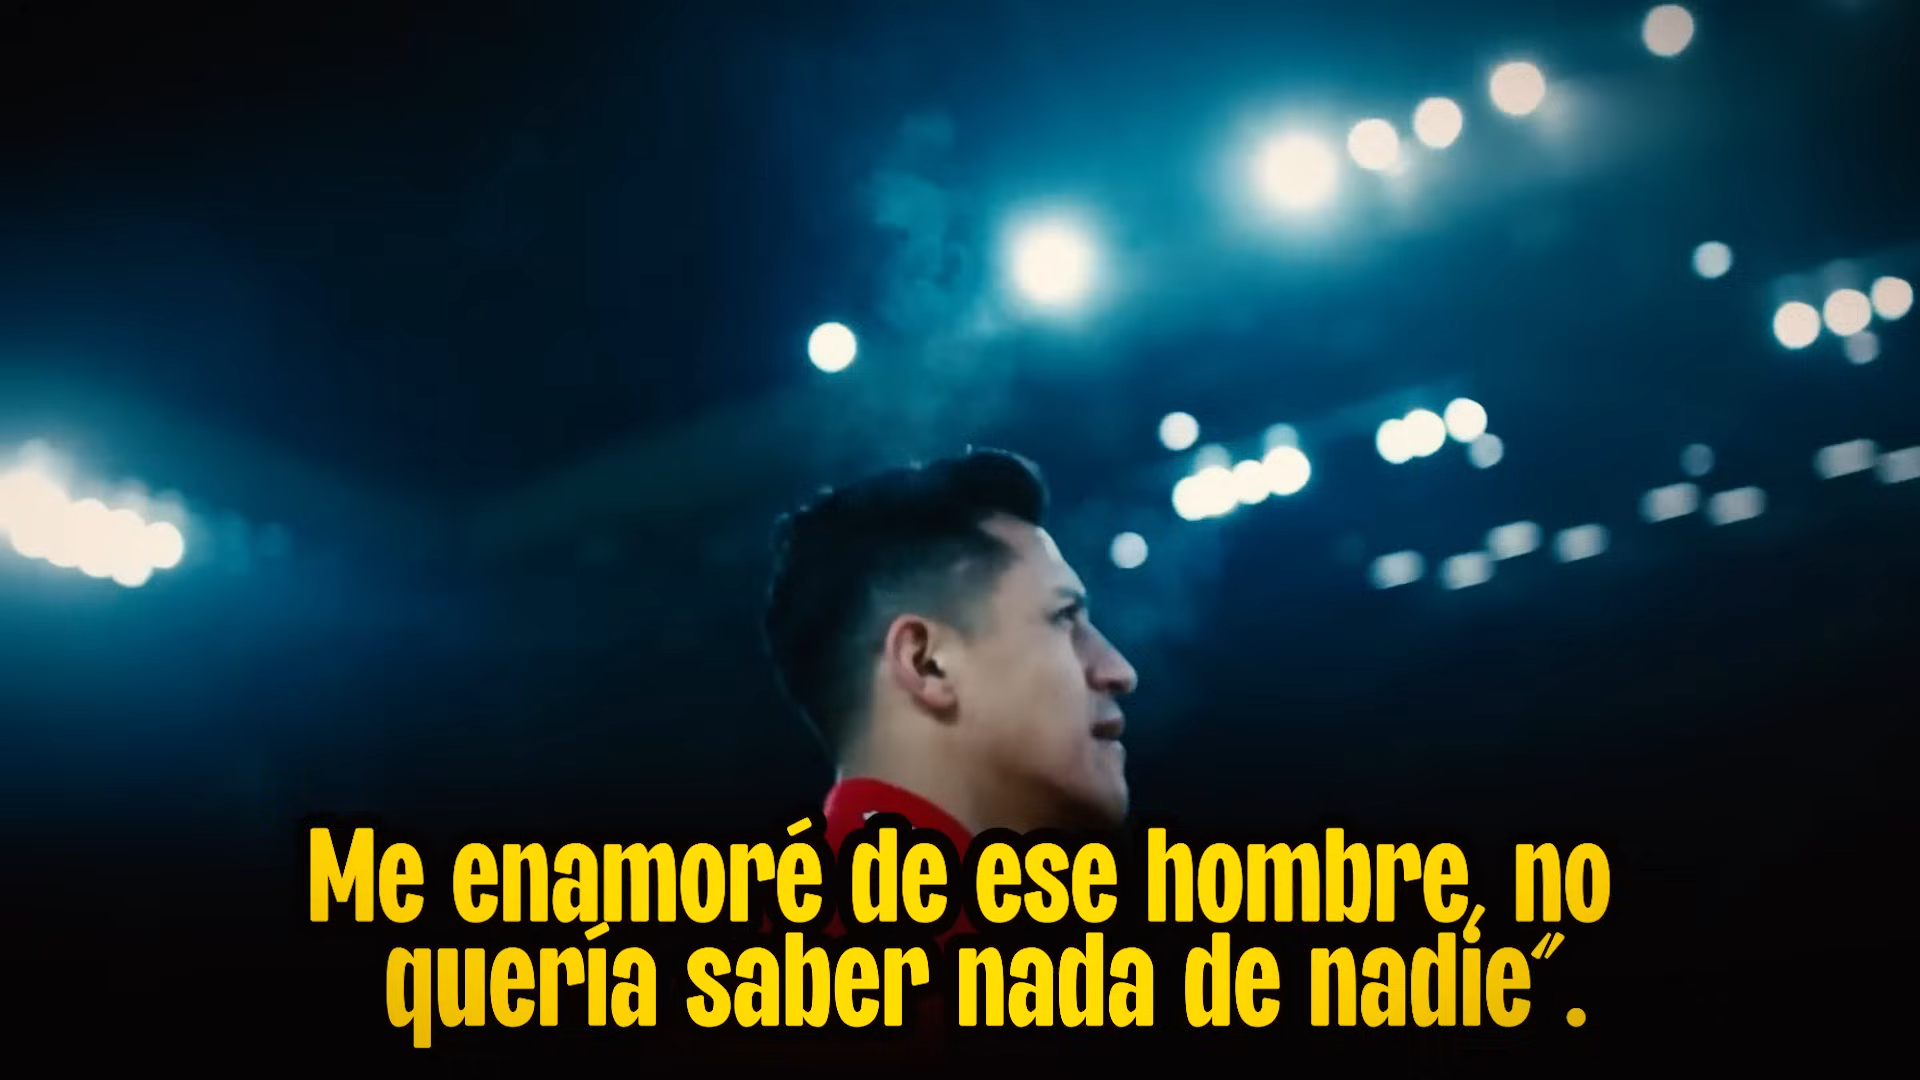 Me enamoré de ese hombre, no
quería saber nada de nadie”.